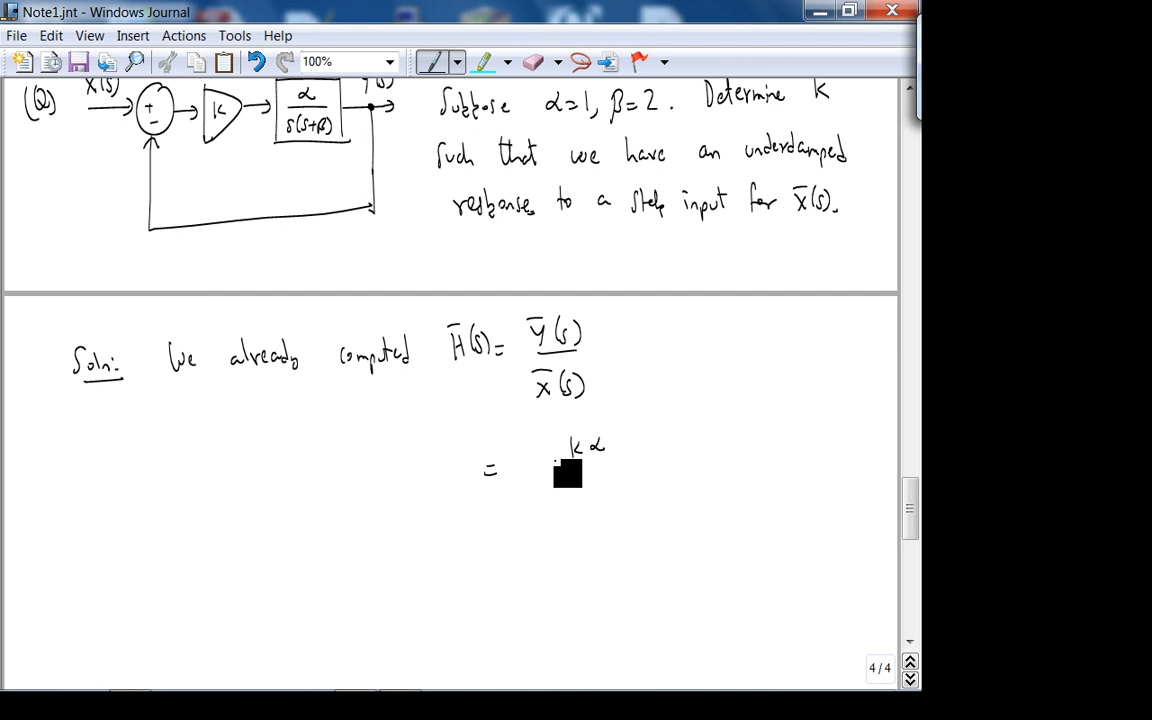 Note1.jnt - Windows Journal
File Edit View Insert Actions Tools Help
100%
(Q) X(s) + - K α / s(s+β) Y(s)
Suppose α=1, β=2. Determine K
such that we have an underdamped
response to a step input for X̄(s).
Soln: We already computed H̄(s) = Ȳ(s) / X̄(s)
= kα
4 / 4